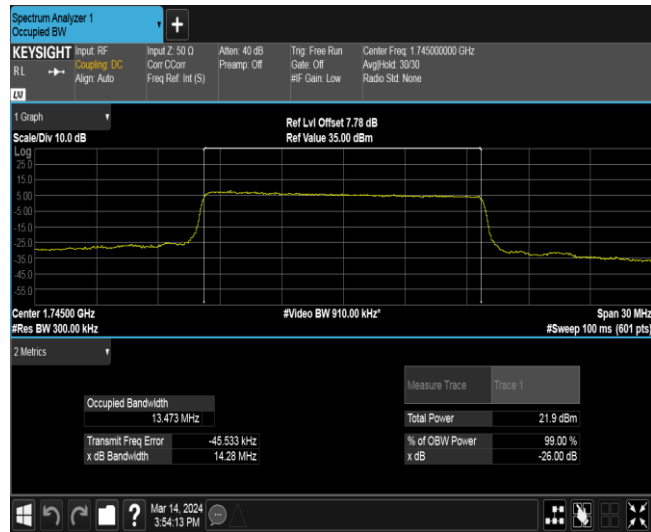 Spectrum Analyzer 1
Occupied BW
+
KEYSIGHT
RL
LXI
Input: RF
Coupling: DC
Align: Auto
Input Z: 50 Ω
Corr CCorr
Freq Ref: Int (S)
Atten: 40 dB
Preamp: Off
Trig: Free Run
Gate: Off
#IF Gain: Low
Center Freq: 1.745000000 GHz
Avg|Hold: 30/30
Radio Std: None
1 Graph
Scale/Div 10.0 dB
Ref Lvl Offset 7.78 dB
Ref Value 35.00 dBm
Log
25.0
15.0
5.00
-5.00
-15.0
-25.0
-35.0
-45.0
-55.0
Center 1.74500 GHz
#Video BW 910.00 kHz*
Span 30 MHz
#Res BW 300.00 kHz
#Sweep 100 ms (601 pts)
2 Metrics
Measure Trace
Trace 1
Occupied Bandwidth
13.473 MHz
Total Power 21.9 dBm
Transmit Freq Error -45.533 kHz
% of OBW Power 99.00 %
x dB Bandwidth 14.28 MHz
x dB -26.00 dB
?
Mar 14, 2024
3:54:13 PM